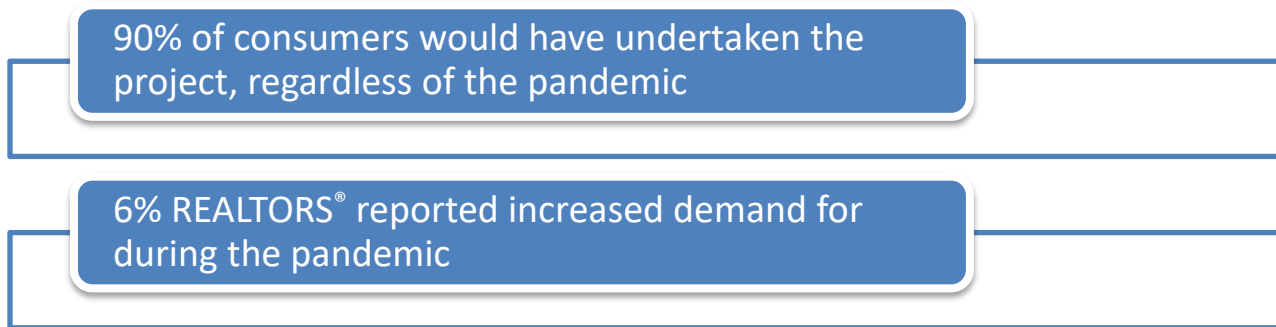 90% of consumers would have undertaken the
project, regardless of the pandemic
6% REALTORS® reported increased demand for
during the pandemic